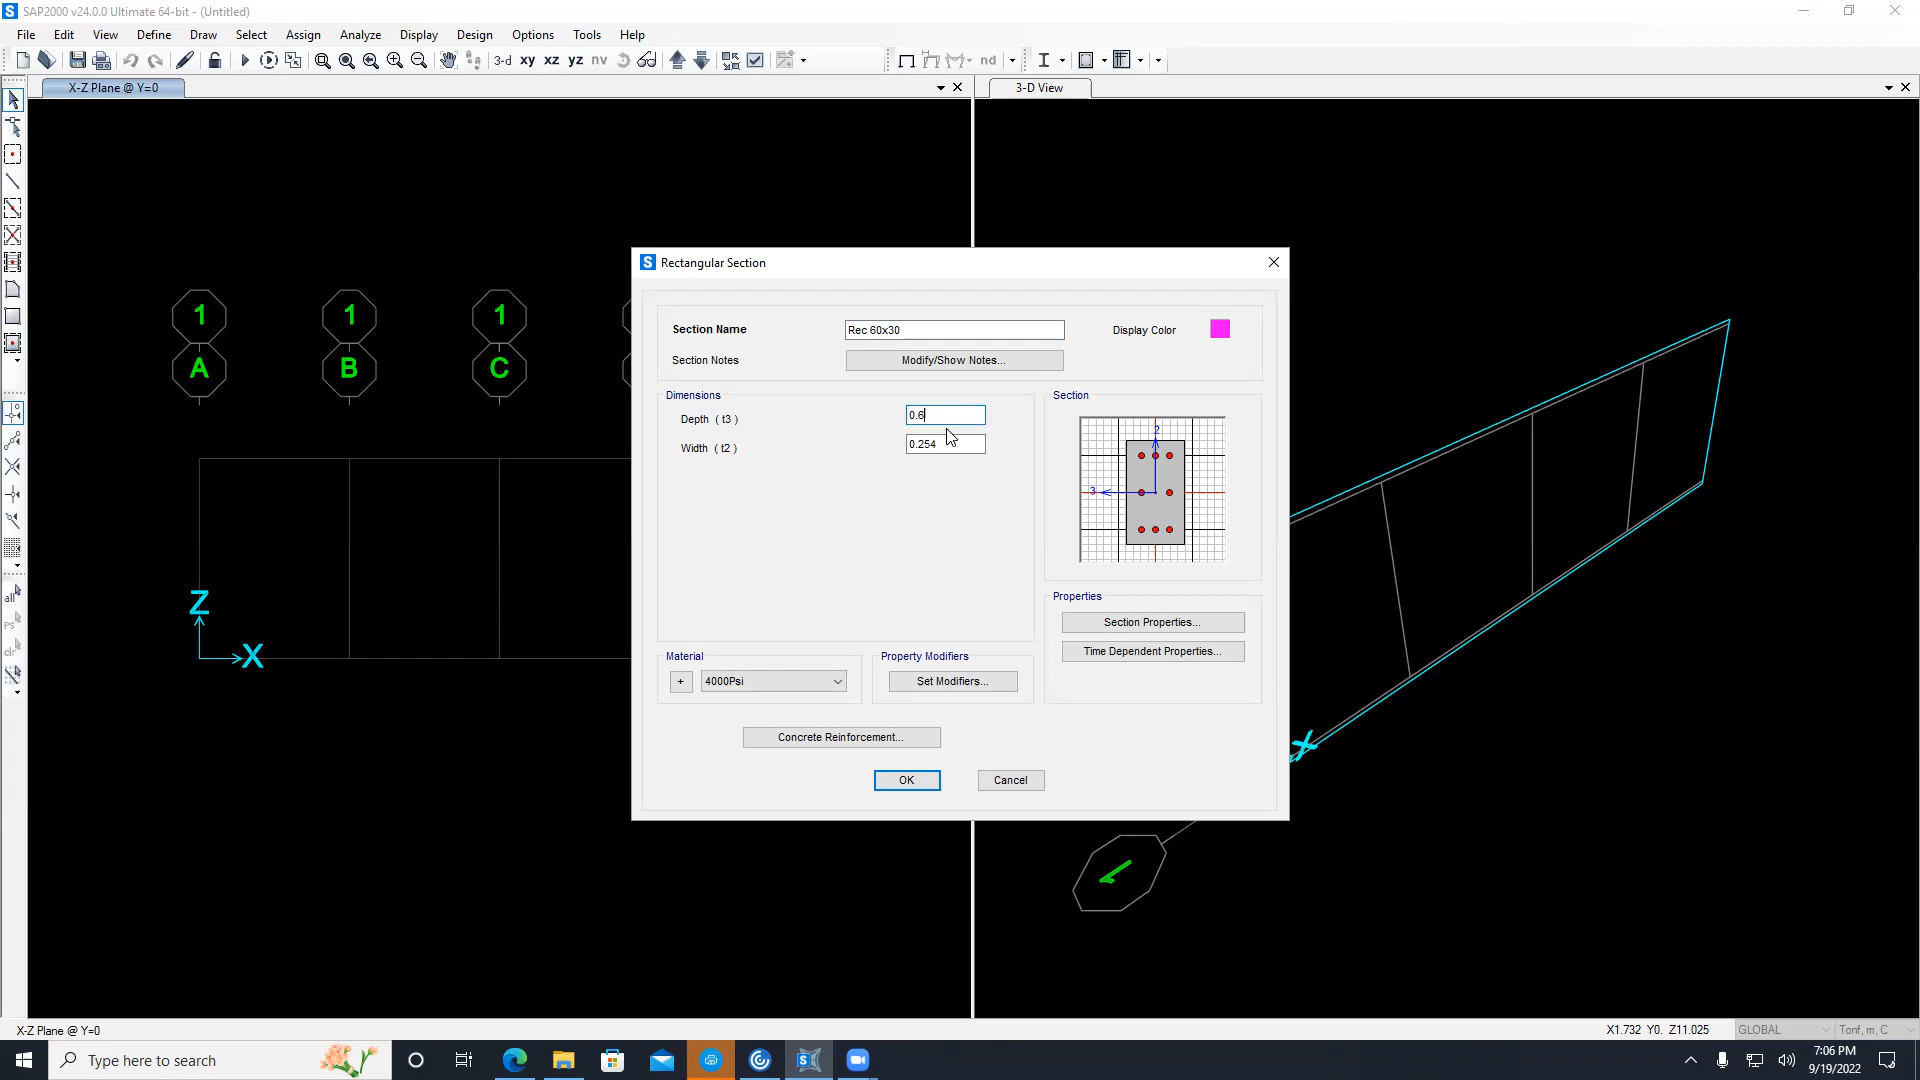 SAP2000 v24.0.0 Ultimate 64-bit - (Untitled)
File Edit View Define Draw Select Assign Analyze Display Design Options Tools Help
3-d xy xz yz nv nd
X-Z Plane @ Y=0
3-D View
Rectangular Section
Section Name Rec 60x30 Display Color
Section Notes Modify/Show Notes...
Dimensions
Depth ( t3 ) 0.6
Width ( t2 ) 0.254
Section
2
3
Properties
Section Properties...
Time Dependent Properties...
Material
+ 4000Psi
Property Modifiers
Set Modifiers...
Concrete Reinforcement...
OK Cancel
1 1 1
A B C
Z
X
X
1
all
ps
clr
X-Z Plane @ Y=0
X1.732 Y0. Z11.025
GLOBAL
Tonf, m, C
Type here to search
7:06 PM
9/19/2022